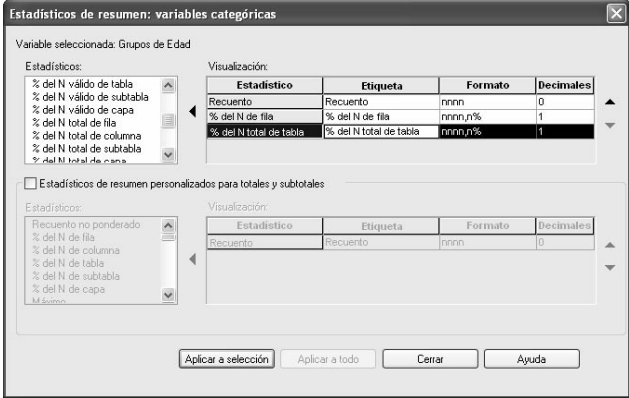 Estadísticos de resumen: variables categóricas
Variable seleccionada: Grupos de Edad
Estadísticos:
% del N válido de tabla
% del N válido de subtabla
% del N válido de capa
% del N total de fila
% del N total de columna
% del N total de subtabla
% del N total de capa
Visualización:
Estadístico Etiqueta Formato Decimales
Recuento Recuento nnnn 0
% del N de fila % del N de fila nnnn,n% 1
% del N total de tabla % del N total de tabla nnnn,n% 1
Estadísticos de resumen personalizados para totales y subtotales
Estadísticos:
Recuento no ponderado
% del N de fila
% del N de columna
% del N de tabla
% del N de subtabla
% del N de capa
Máximo
Visualización:
Estadístico Etiqueta Formato Decimales
Recuento Recuento nnnn 0
Aplicar a selección Aplicar a todo Cerrar Ayuda